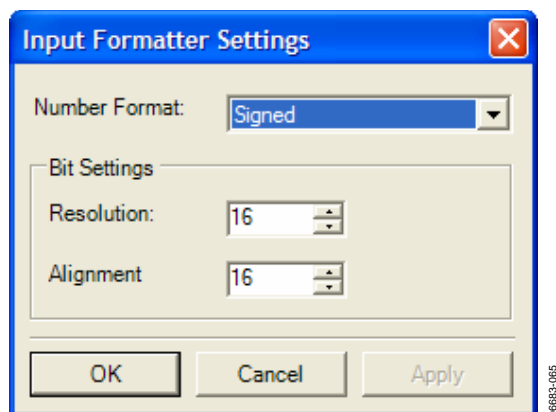 Input Formatter Settings
Number Format: Signed
Bit Settings
Resolution: 16
Alignment 16
OK Cancel Apply
6683-065